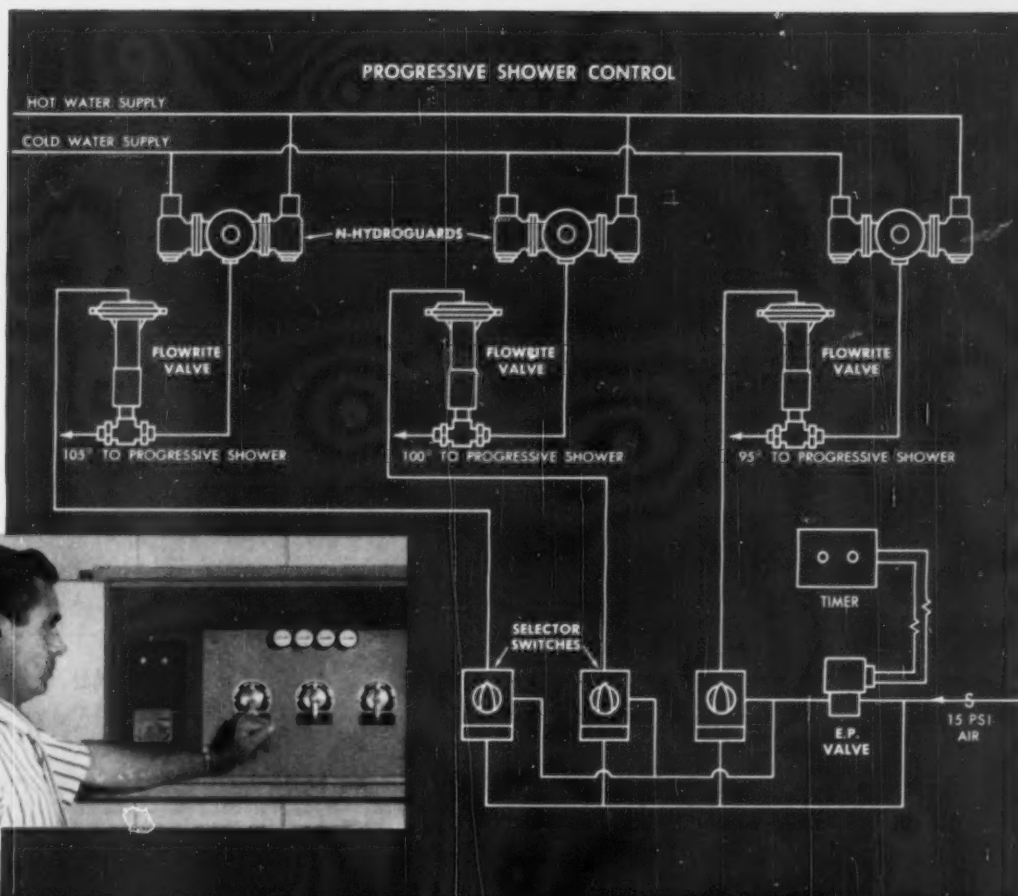 PROGRESSIVE SHOWER CONTROL
HOT WATER SUPPLY
COLD WATER SUPPLY
N-HYDROGUARDS
FLOWRITE
VALVE
FLOWRITE
VALVE
FLOWRITE
VALVE
105° TO PROGRESSIVE SHOWER
100° TO PROGRESSIVE SHOWER
95° TO PROGRESSIVE SHOWER
TIMER
SELECTOR
SWITCHES
E.P.
VALVE
S
15 PSI
AIR